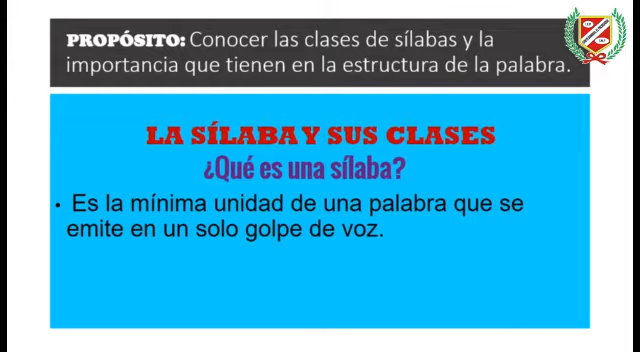 PROPÓSITO: Conocer las clases de sílabas y la
importancia que tienen en la estructura de la palabra.
LA SÍLABA Y SUS CLASES
¿Qué es una sílaba?
• Es la mínima unidad de una palabra que se
emite en un solo golpe de voz.